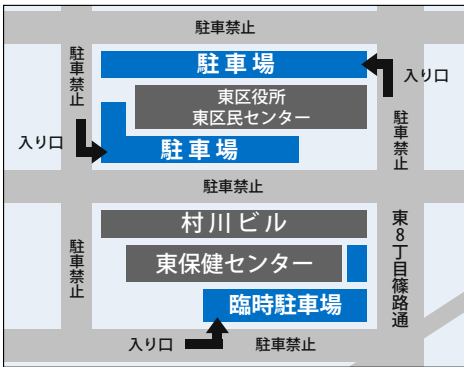 駐車禁止
駐車禁止
駐車場
入り口
東区役所
東区民センター
駐車禁止
入り口
駐車場
駐車禁止
村川ビル
東8丁目篠路通
駐車禁止
東保健センター
臨時駐車場
入り口
駐車禁止